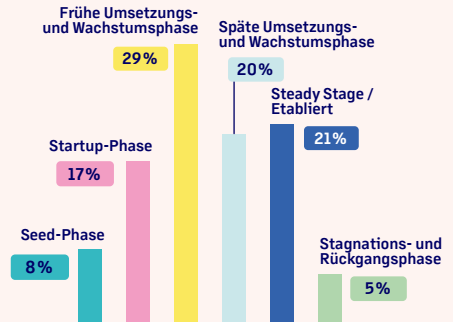 Frühe Umsetzungs-
und Wachstumsphase
29%
Späte Umsetzungs-
und Wachstumsphase
20%
Steady Stage /
Etabliert
21%
Startup-Phase
17%
Seed-Phase
8%
Stagnations- und
Rückgangsphase
5%